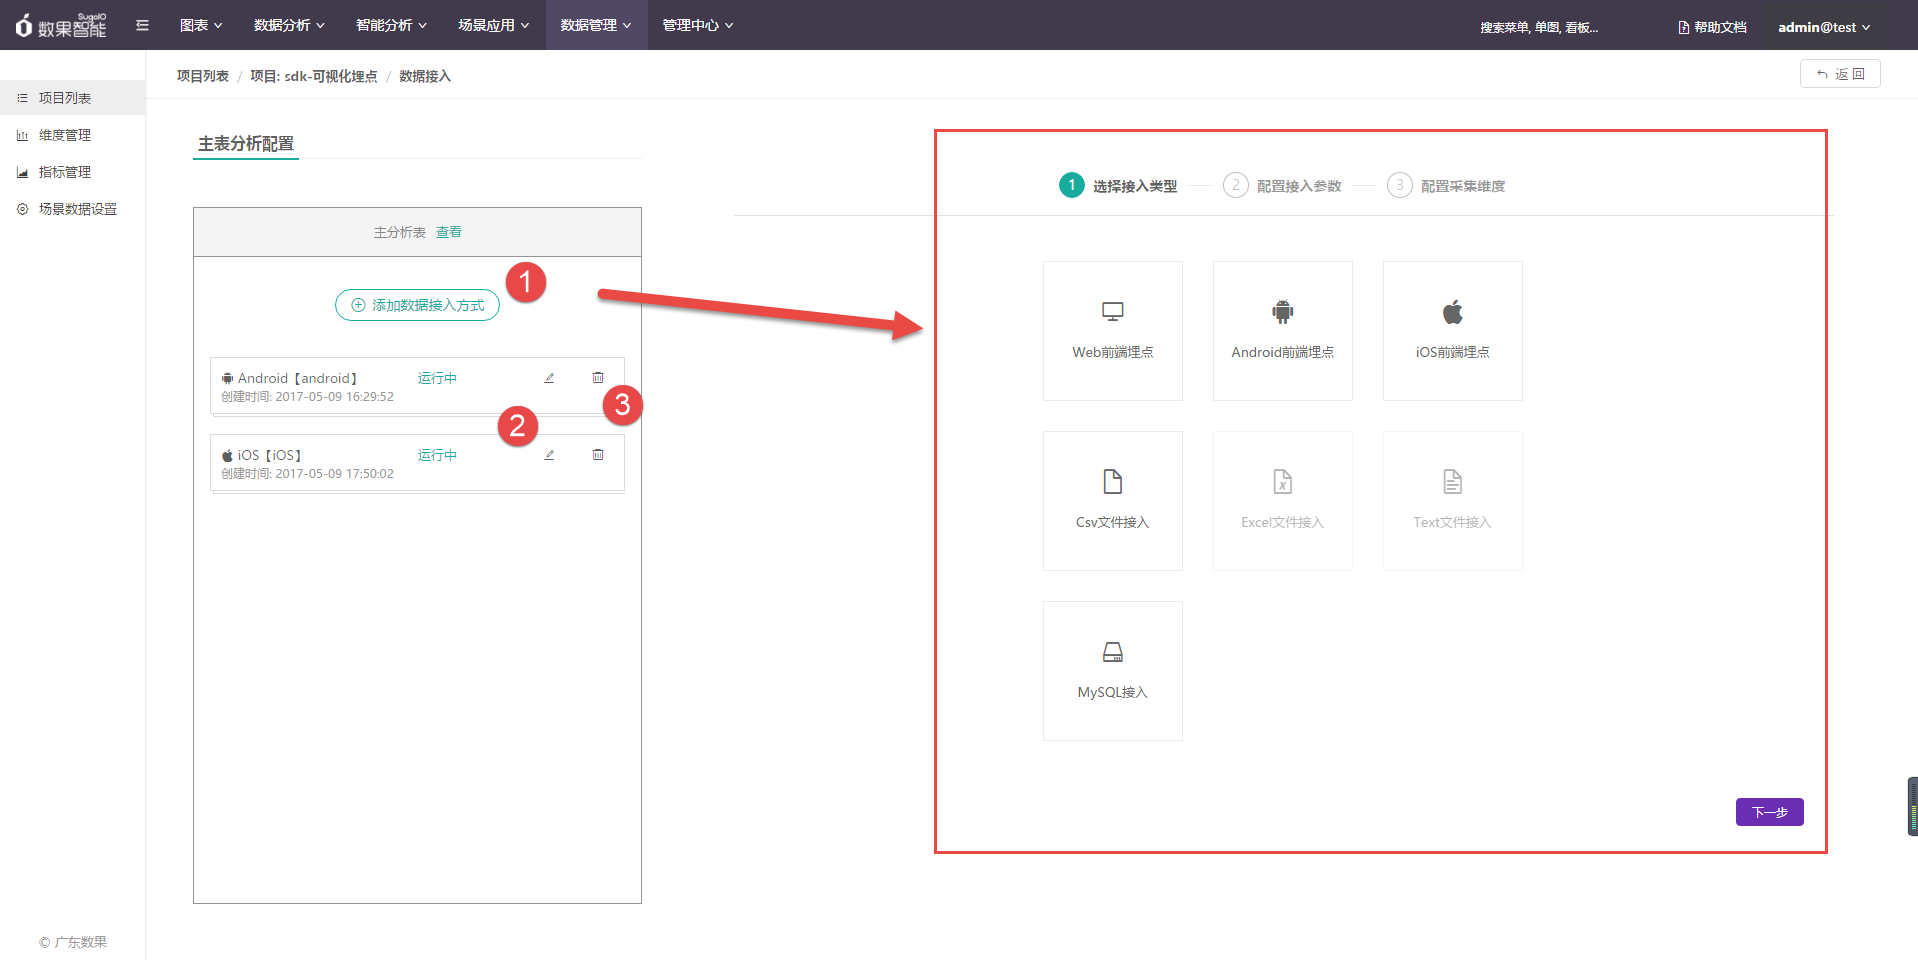 SugoIO
数果智能
图表
数据分析
智能分析
场景应用
数据管理
管理中心
搜索菜单, 单图, 看板...
帮助文档
admin@test
项目列表 / 项目: sdk-可视化埋点 / 数据接入
返 回
项目列表
维度管理
指标管理
场景数据设置
主表分析配置
主分析表 查看
添加数据接入方式
1
Android【android】 运行中
创建时间: 2017-05-09 16:29:52
3
2
iOS【iOS】 运行中
创建时间: 2017-05-09 17:50:02
1 选择接入类型
2 配置接入参数
3 配置采集维度
Web前端埋点
Android前端埋点
iOS前端埋点
Csv文件接入
Excel文件接入
Text文件接入
MySQL接入
下一步
© 广东数果